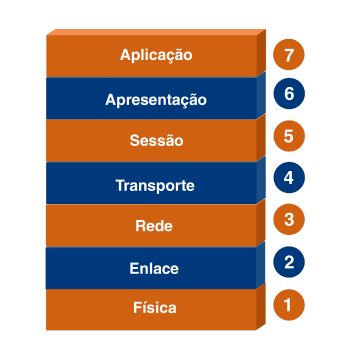 Aplicação 7
Apresentação 6
Sessão 5
Transporte 4
Rede 3
Enlace 2
Física 1